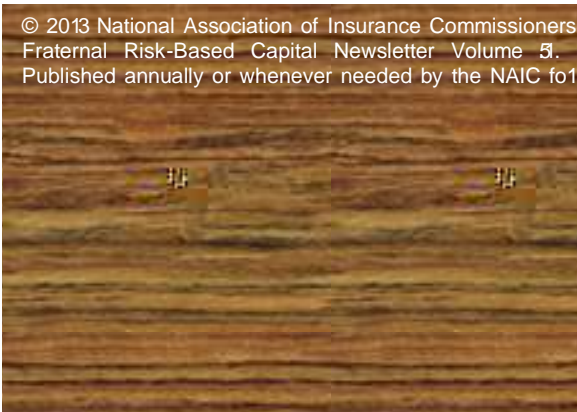 © 2013 National Association of Insurance Commissioners
Fraternal Risk-Based Capital Newsletter Volume
Published annually or whenever needed by the NAIC